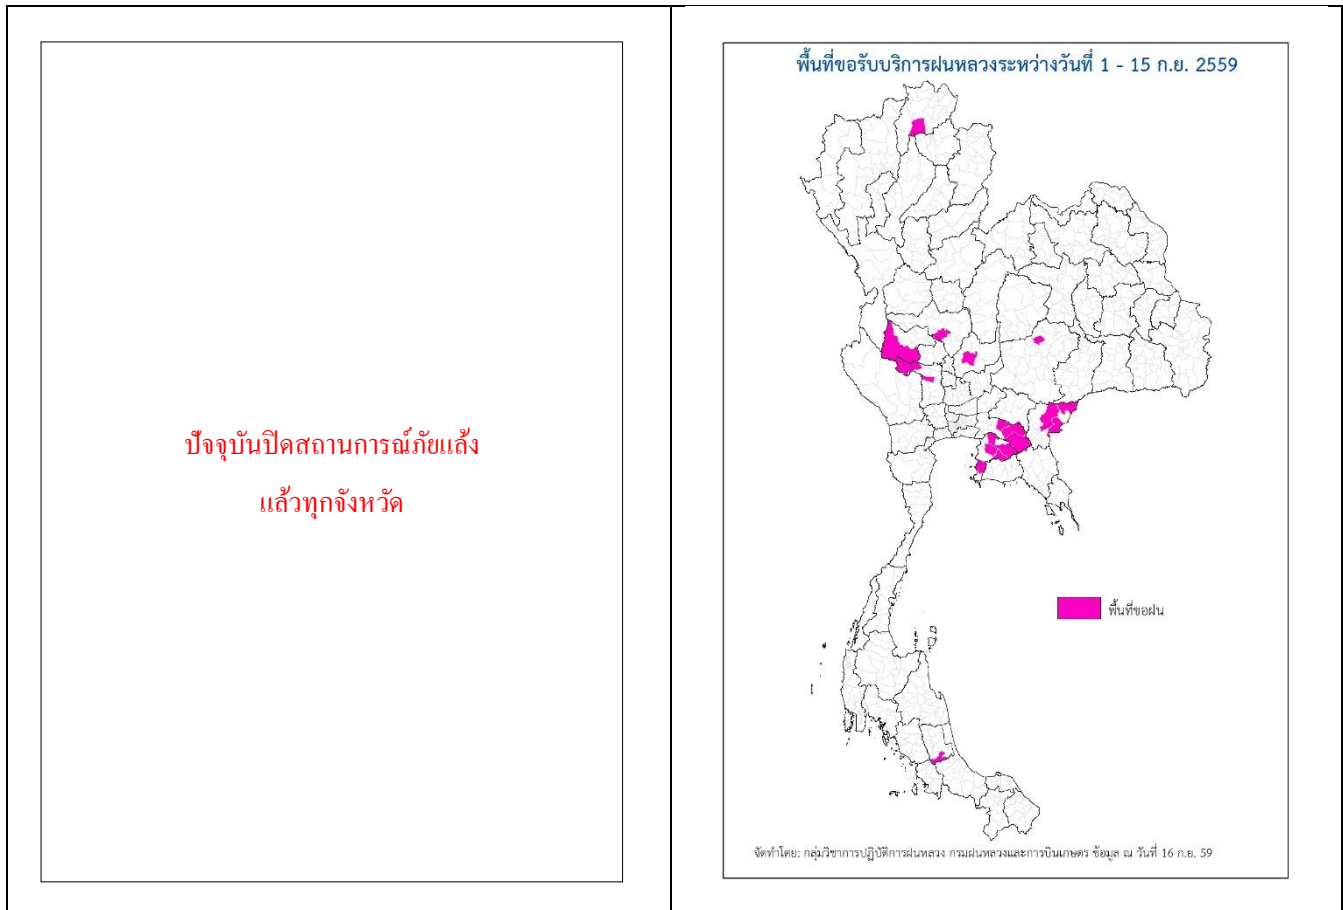 ปัจจุบันปิดสถานการณ์ภัยแล้ง
แล้วทุกจังหวัด
พื้นที่ขอรับบริการฝนหลวงระหว่างวันที่ 1 - 15 ก.ย. 2559
พื้นที่ขอฝน
จัดทำโดย: กลุ่มวิชาการปฏิบัติการฝนหลวง กรมฝนหลวงและการบินเกษตร ข้อมูล ณ วันที่ 16 ก.ย. 59